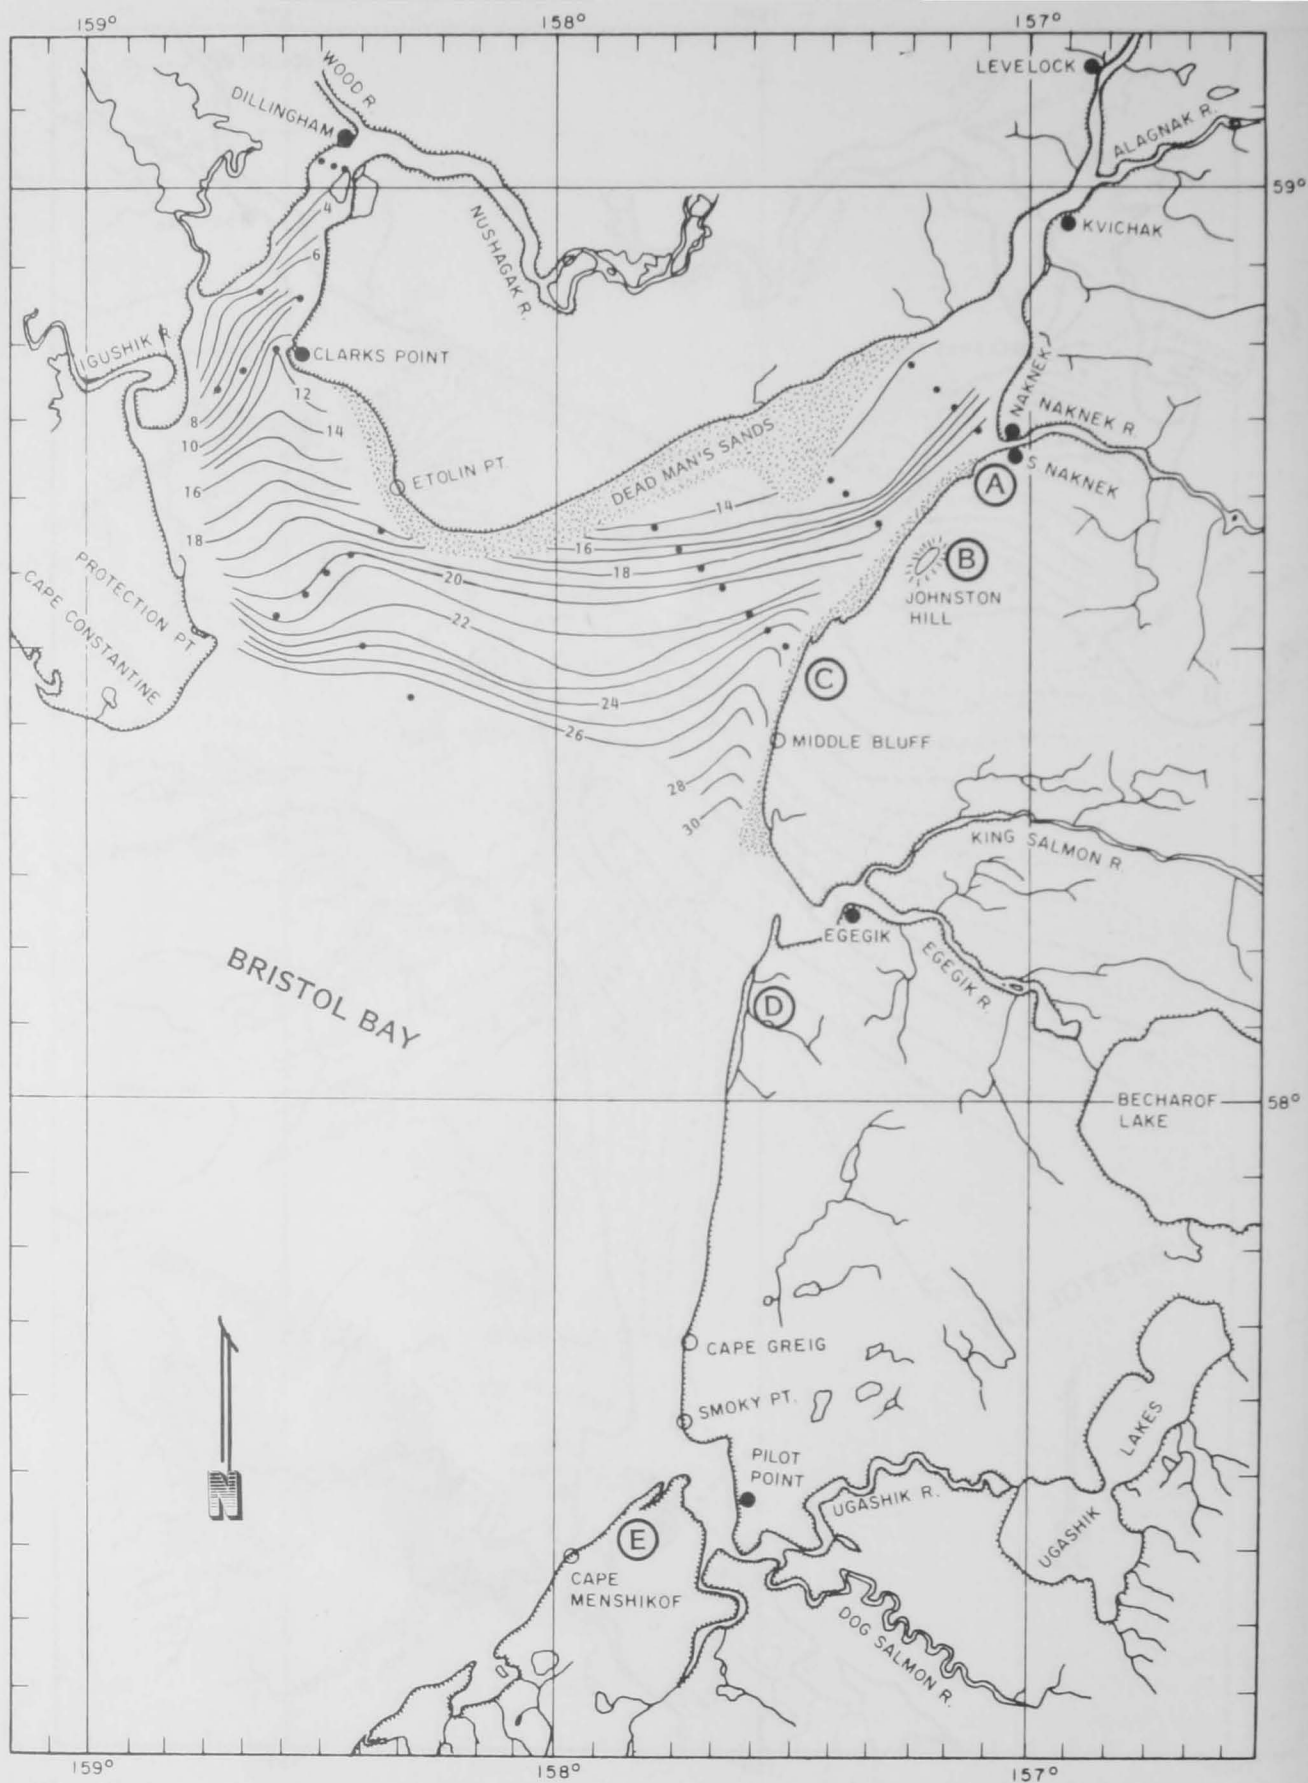 159° 158° 157°
WOOD R.
LEVELOCK
DILLINGHAM
ALAGNAK R.
59°
4
NUSHAGAK R.
KVICHAK
6
IGUSHIK R.
CLARKS POINT
NAKNEK
12
8
NAKNEK R
10
14
ETOLIN PT.
DEAD MAN'S SANDS
S NAKNEK
A
16
14
18
16
B
PROTECTION PT
20
18
JOHNSTON
HILL
CAPE CONSTANTINE
22
C
24
26
MIDDLE BLUFF
28
30
KING SALMON R
EGEGIK
EGEGIK R.
BRISTOL BAY
D
BECHAROF
LAKE
58°
CAPE GREIG
SMOKY PT.
LAKES
PILOT
POINT
N
UGASHIK R.
UGASHIK
E
CAPE
MENSHIKOF
DOG SALMON R.
159° 158° 157°